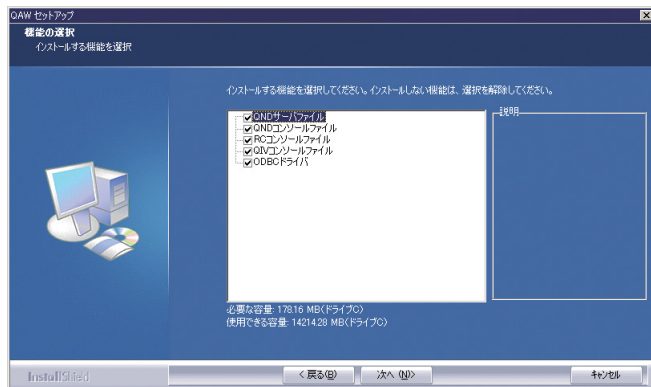 QAW セットアップ
機能の選択
インストールする機能を選択
インストールする機能を選択してください。インストールしない機能は、選択を解除してください。
QNDサーバファイル
QNDコンソールファイル
RCコンソールファイル
QIVコンソールファイル
ODBCドライバ
説明
必要な容量: 178.16 MB(ドライブC)
使用できる容量: 14214.28 MB(ドライブC)
InstallShield
< 戻る(B)
次へ (N)>
キャンセル